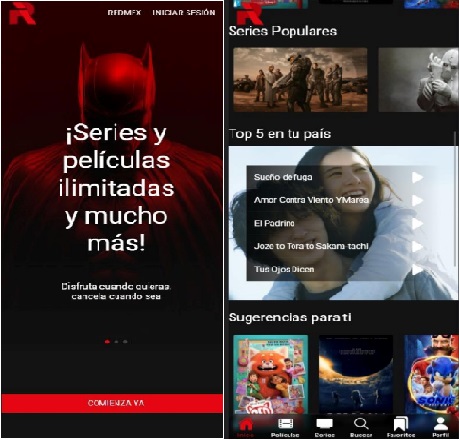 R
REDMEX INICIAR SESIÓN
¡Series y
películas
ilimitadas
y mucho
más!
Disfruta cuando quieras,
cancela cuando sea
COMIENZA YA
R
Series Populares
Top 5 en tu país
Sueño de fuga
Amor Contra Viento Y Marea
El Padrino
Joze to Tora to Sakana-tachi
Tus Ojos Dicen
Sugerencias para ti
SONIC
Inicio Películas Series Buscar Favoritos Perfil